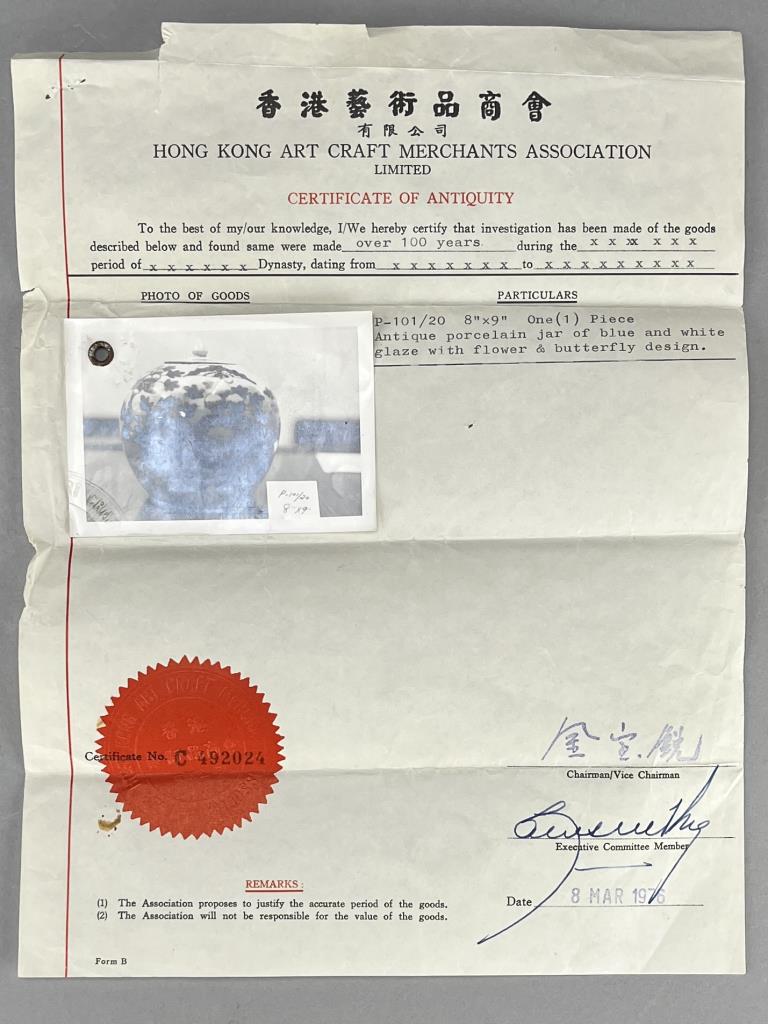 香港藝術品商會
有限公司
HONG KONG ART CRAFT MERCHANTS ASSOCIATION
LIMITED
CERTIFICATE OF ANTIQUITY
To the best of my/our knowledge, I/We hereby certify that investigation has been made of the goods
described below and found same were made over 100 years during the x x x x x x x
period of x x x x x x Dynasty, dating from x x x x x x x to x x x x x x x x x
PHOTO OF GOODS PARTICULARS
P-101/20 8"x9" One(1) Piece
Antique porcelain jar of blue and white
glaze with flower & butterfly design.
P-101/20
8 x9
Certificate No. C 492024
Chairman/Vice Chairman
Executive Committee Member
REMARKS:
(1) The Association proposes to justify the accurate period of the goods.
(2) The Association will not be responsible for the value of the goods.
Date 8 MAR 1976
Form B